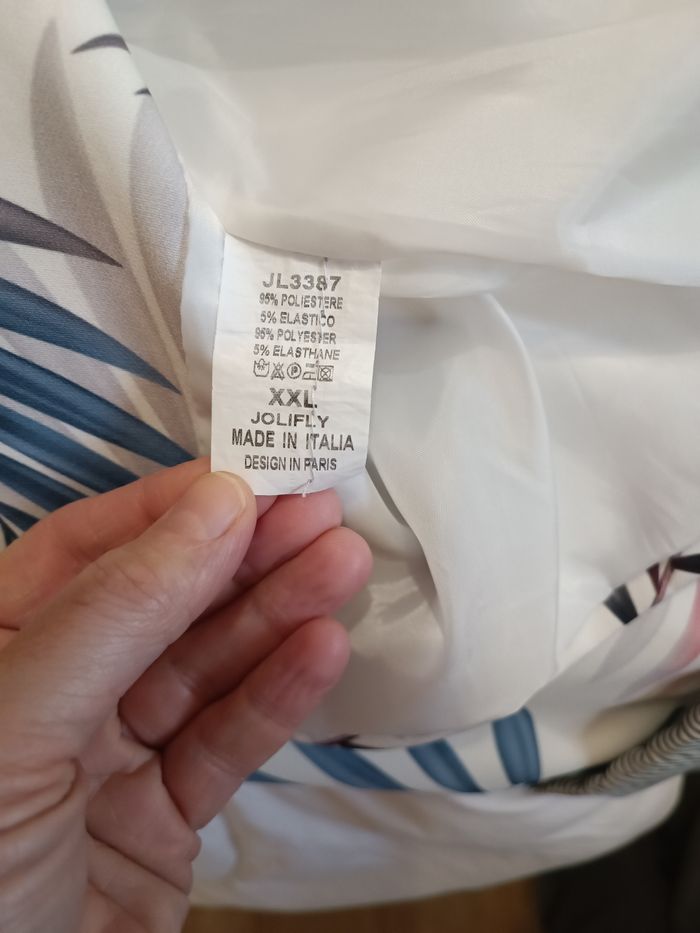 JL3387
95% POLIESTERE
5% ELASTICO
95% POLYESTER
5% ELASTHANE
XXL
JOLIFLY
MADE IN ITALIA
DESIGN IN PARIS